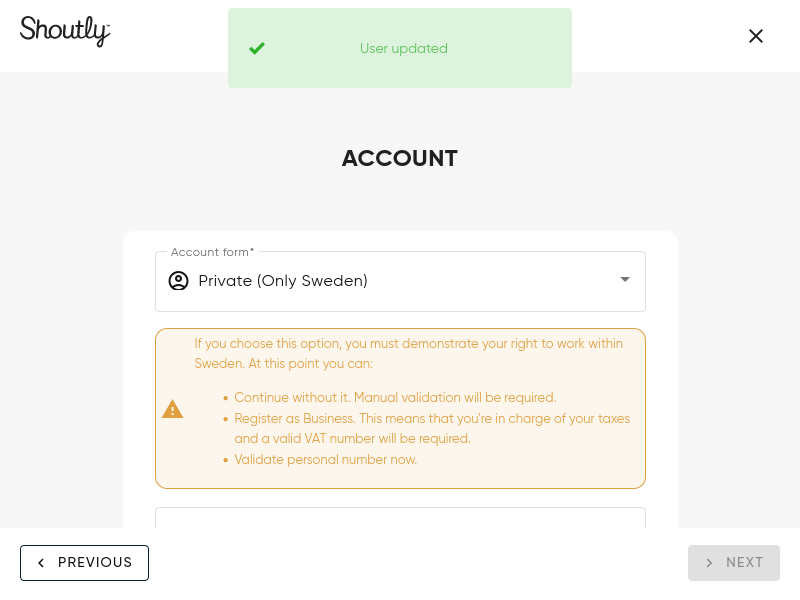 Shoutly™
User updated
ACCOUNT
Account form*
Private (Only Sweden)
If you choose this option, you must demonstrate your right to work within
Sweden. At this point you can:
• Continue without it. Manual validation will be required.
• Register as Business. This means that you're in charge of your taxes
and a valid VAT number will be required.
• Validate personal number now.
PREVIOUS
NEXT